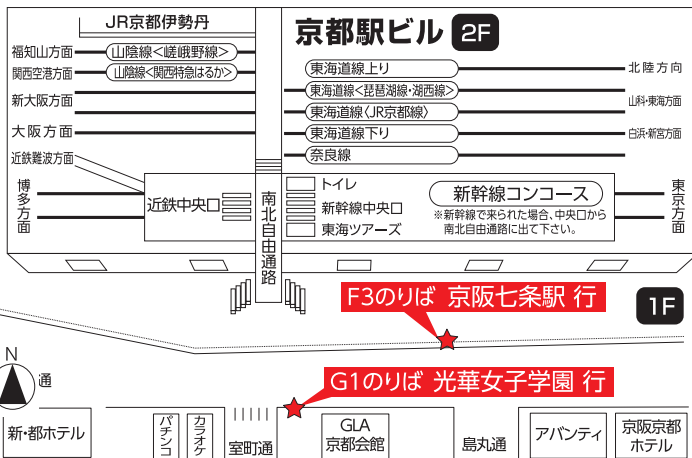 JR京都伊勢丹
京都駅ビル 2F
福知山方面
山陰線<嵯峨野線>
関西空港方面
山陰線<関西特急はるか>
新大阪方面
大阪方面
近鉄難波方面
東海道線上り
北陸方向
東海道線<琵琶湖線・湖西線>
山科・東海方面
東海道線〈JR京都線〉
東海道線下り
白浜・新宮方面
奈良線
博多方面
近鉄中央口
南北自由通路
トイレ
新幹線中央口
東海ツアーズ
新幹線コンコース
※新幹線で来られた場合、中央口から
南北自由通路に出て下さい。
東京方面
F3のりば 京阪七条駅 行
1F
N
通
G1のりば 光華女子学園 行
新・都ホテル
パチンコ
カラオケ
室町通
GLA
京都会館
烏丸通
アバンティ
京阪京都
ホテル